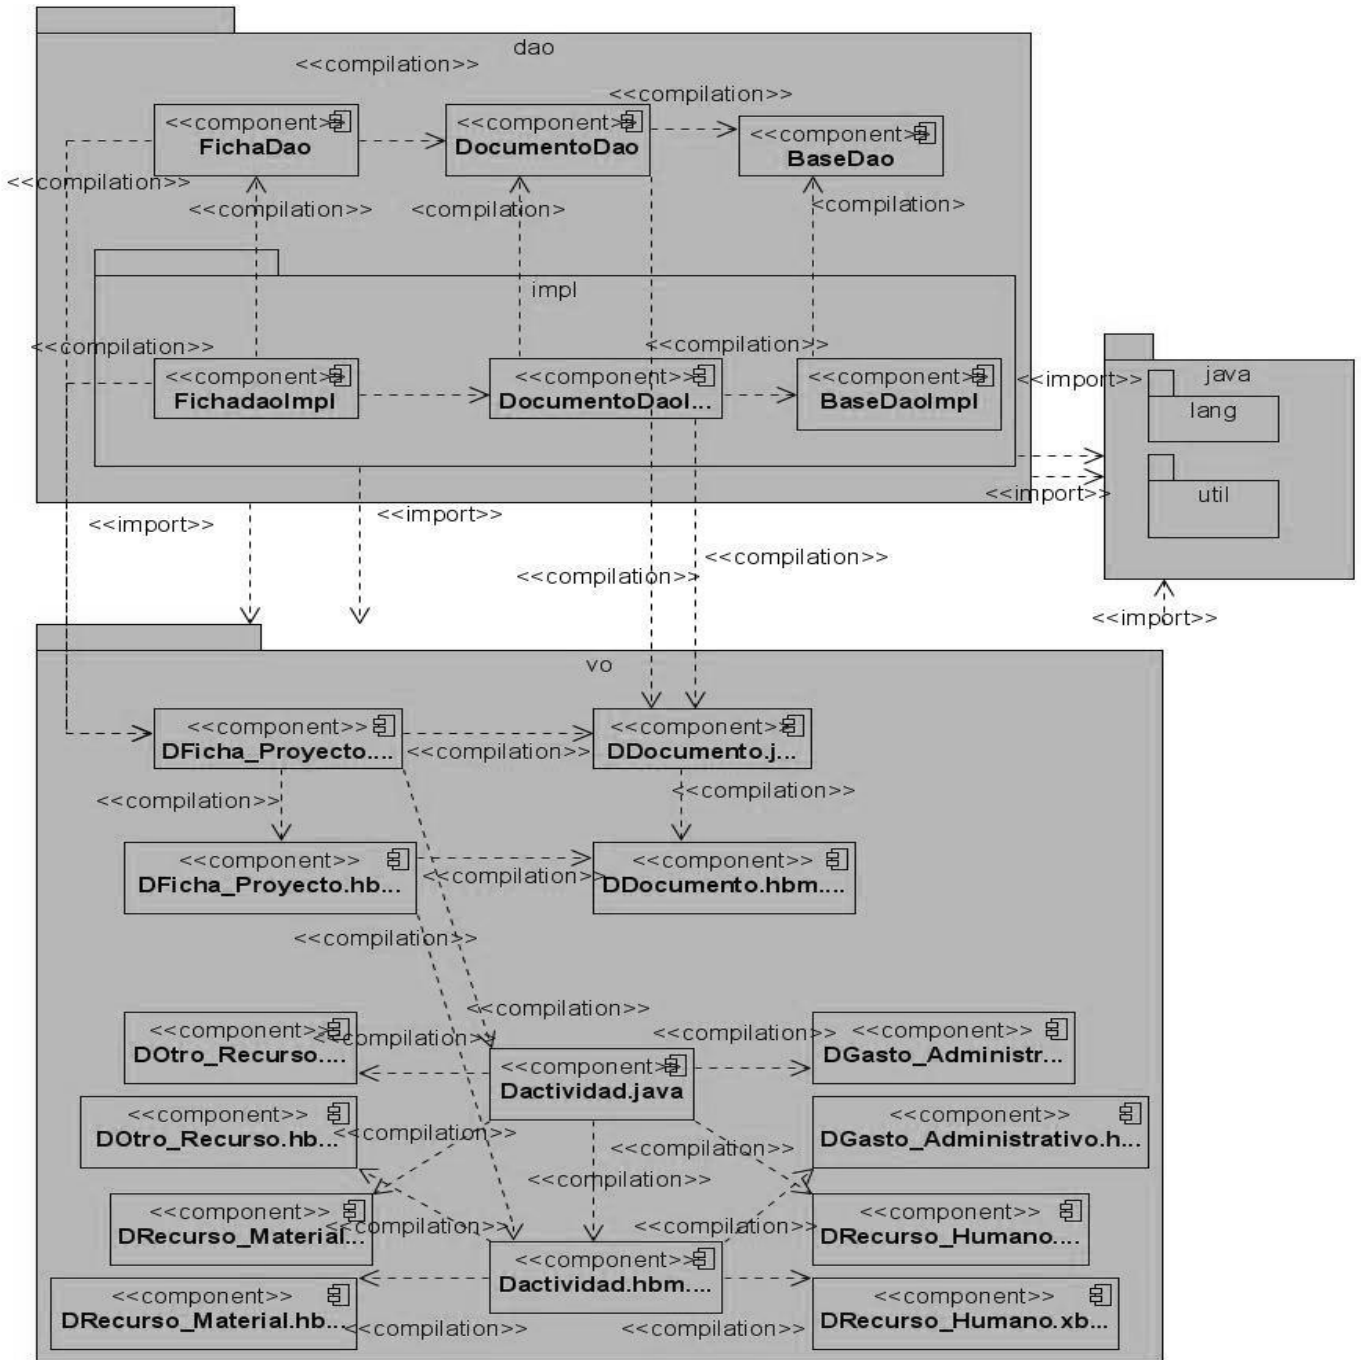 dao
<<compilation>>
<<compilation>>
<<component>>
FichaDao
<<component>>
DocumentoDao
<<component>>
BaseDao
<<compilation>>
<<compilation>>
<compilation>
<compilation>
impl
<<compilation>>
<<compilation>>
<<component>>
FichadaoImpl
<<component>>
DocumentoDaoI...
<<component>>
BaseDaoImpl
<<import>>
java
lang
util
<<import>>
<<import>>
<<import>>
<<compilation>>
<<compilation>>
<<import>>
vo
<<component>>
DFicha_Proyecto....
<<compilation>>
<<component>>
DDocumento.j...
<<compilation>>
<<compilation>>
<<component>>
DFicha_Proyecto.hb...
<<compilation>>
<<component>>
DDocumento.hbm....
<<compilation>>
<<compilation>>
<<component>>
DOtro_Recurso....
<<compilation>>
<<compilation>>
<<component>>
DGasto_Administr...
<<component>>
Dactividad.java
<<component>>
DOtro_Recurso.hb...
<<compilation>>
<<compilation>>
<<component>>
DGasto_Administrativo.h...
<<compilation>>
<<component>>
DRecurso_Material...
<<compilation>>
<<compilation>>
<<component>>
DRecurso_Humano....
<<component>>
Dactividad.hbm....
<<component>>
DRecurso_Material.hb...
<<compilation>>
<<compilation>>
<<component>>
DRecurso_Humano.xb...